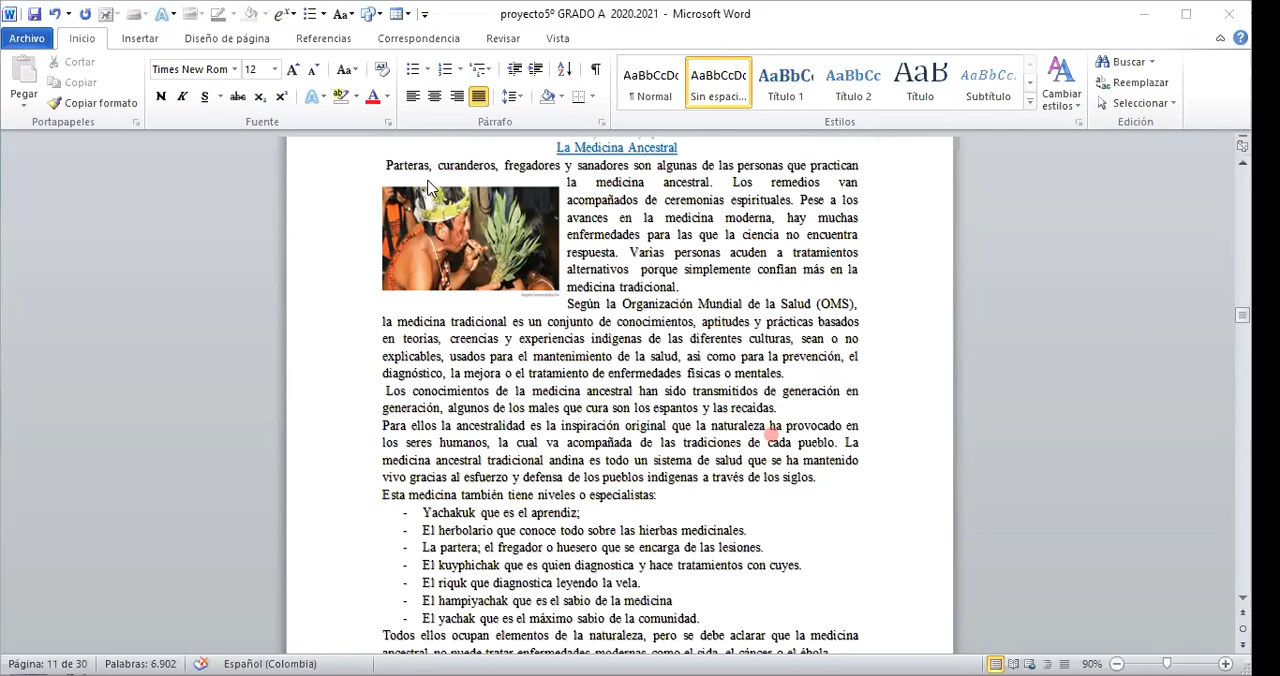 proyecto5º GRADO A 2020.2021 - Microsoft Word
Archivo Inicio Insertar Diseño de página Referencias Correspondencia Revisar Vista
Pegar
Cortar
Copiar
Copiar formato
Portapapeles
Times New Rom 12
Fuente
Párrafo
AaBbCcDc ¶ Normal
AaBbCcDc Sin espaci...
AaBbC Título 1
AaBbCc Título 2
AaB Título
AaBbCc. Subtítulo
Estilos
Cambiar estilos
Buscar
Reemplazar
Seleccionar
Edición
La Medicina Ancestral
Parteras, curanderos, fregadores y sanadores son algunas de las personas que practican
la medicina ancestral. Los remedios van
acompañados de ceremonias espirituales. Pese a los
avances en la medicina moderna, hay muchas
enfermedades para las que la ciencia no encuentra
respuesta. Varias personas acuden a tratamientos
alternativos porque simplemente confían más en la
medicina tradicional.
Según la Organización Mundial de la Salud (OMS),
la medicina tradicional es un conjunto de conocimientos, aptitudes y prácticas basados
en teorías, creencias y experiencias indígenas de las diferentes culturas, sean o no
explicables, usados para el mantenimiento de la salud, así como para la prevención, el
diagnóstico, la mejora o el tratamiento de enfermedades físicas o mentales.
Los conocimientos de la medicina ancestral han sido transmitidos de generación en
generación, algunos de los males que cura son los espantos y las recaídas.
Para ellos la ancestralidad es la inspiración original que la naturaleza ha provocado en
los seres humanos, la cual va acompañada de las tradiciones de cada pueblo. La
medicina ancestral tradicional andina es todo un sistema de salud que se ha mantenido
vivo gracias al esfuerzo y defensa de los pueblos indígenas a través de los siglos.
Esta medicina también tiene niveles o especialistas:
- Yachakuk que es el aprendiz;
- El herbolario que conoce todo sobre las hierbas medicinales.
- La partera; el fregador o huesero que se encarga de las lesiones.
- El kuyphichak que es quien diagnostica y hace tratamientos con cuyes.
- El riquk que diagnostica leyendo la vela.
- El hampiyachak que es el sabio de la medicina
- El yachak que es el máximo sabio de la comunidad.
Todos ellos ocupan elementos de la naturaleza, pero se debe aclarar que la medicina
ancestral no puede tratar enfermedades modernas como el sida, el cáncer o el ébola
Página: 11 de 30 Palabras: 6.902 Español (Colombia) 90%